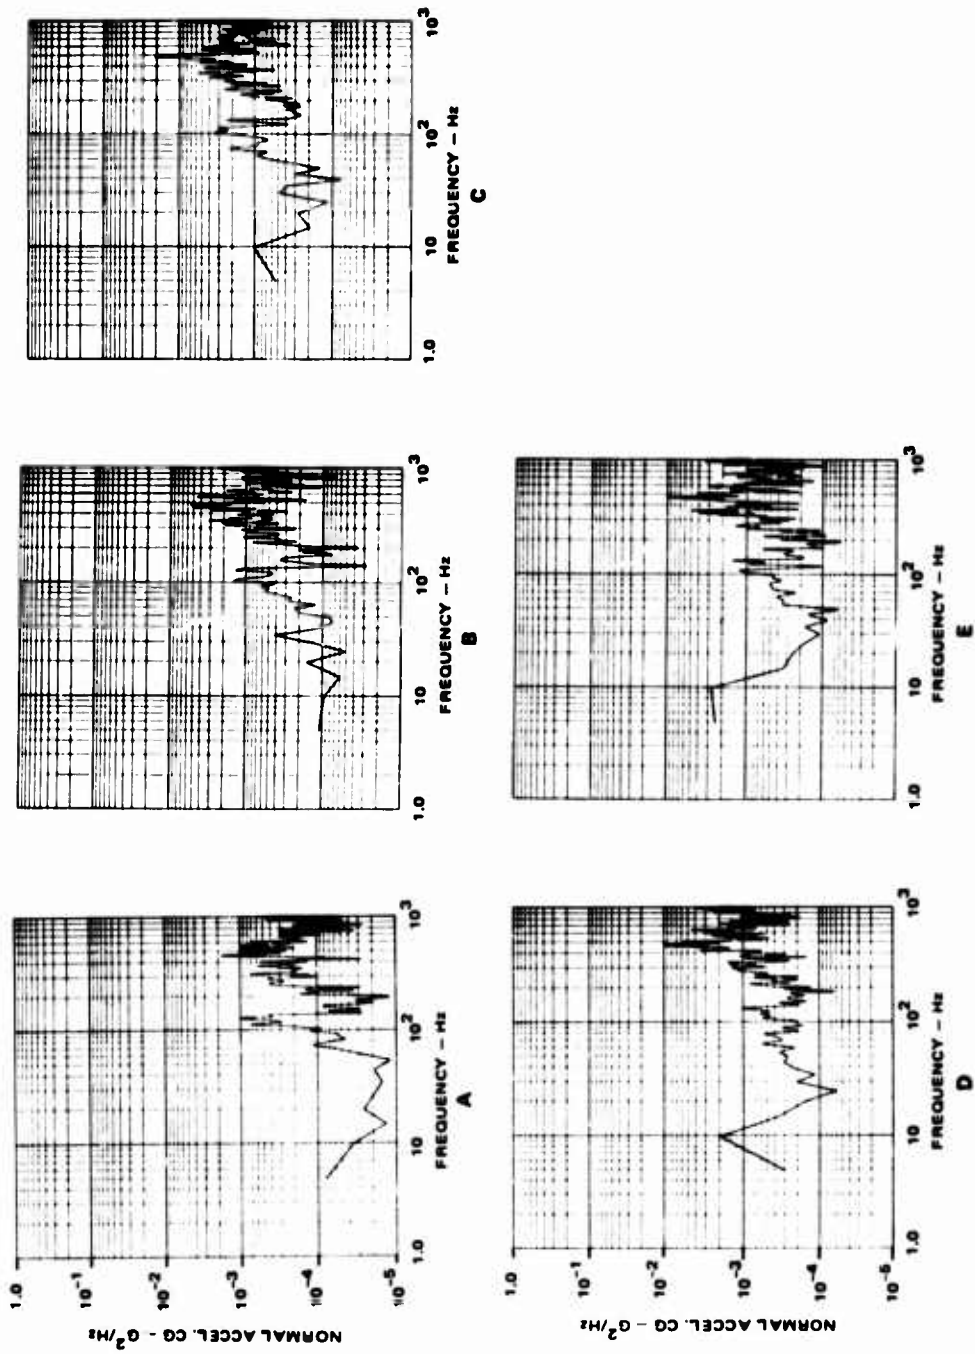 NORMAL ACCEL. CG - G²/Hz
1.0
10⁻¹
10⁻²
10⁻³
10⁻⁴
10⁻⁵
1.0 10 10² 10³
FREQUENCY – Hz
A
1.0 10 10² 10³
FREQUENCY – Hz
B
1.0 10 10² 10³
FREQUENCY – Hz
C
NORMAL ACCEL. CG – G²/Hz
1.0
10⁻¹
10⁻²
10⁻³
10⁻⁴
10⁻⁵
1.0 10 10² 10³
FREQUENCY – Hz
D
1.0 10 10² 10³
FREQUENCY – Hz
E